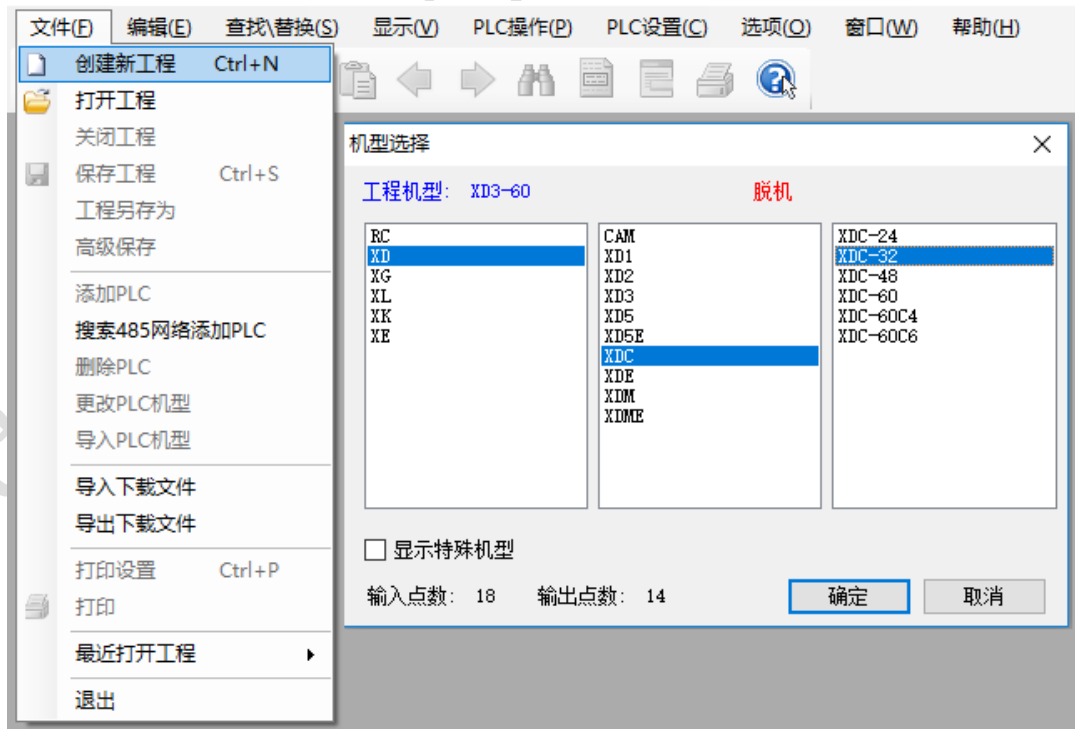 文件(F) 编辑(E) 查找\替换(S) 显示(V) PLC操作(P) PLC设置(C) 选项(O) 窗口(W) 帮助(H)
创建新工程 Ctrl+N
打开工程
关闭工程
保存工程 Ctrl+S
工程另存为
高级保存
添加PLC
搜索485网络添加PLC
删除PLC
更改PLC机型
导入PLC机型
导入下载文件
导出下载文件
打印设置 Ctrl+P
打印
最近打开工程
退出
机型选择
工程机型: XD3-60 脱机
RC
XD
XG
XL
XK
XE
CAM
XD1
XD2
XD3
XD5
XD5E
XDC
XDE
XDM
XDME
XDC-24
XDC-32
XDC-48
XDC-60
XDC-60C4
XDC-60C6
显示特殊机型
输入点数: 18 输出点数: 14 确定 取消